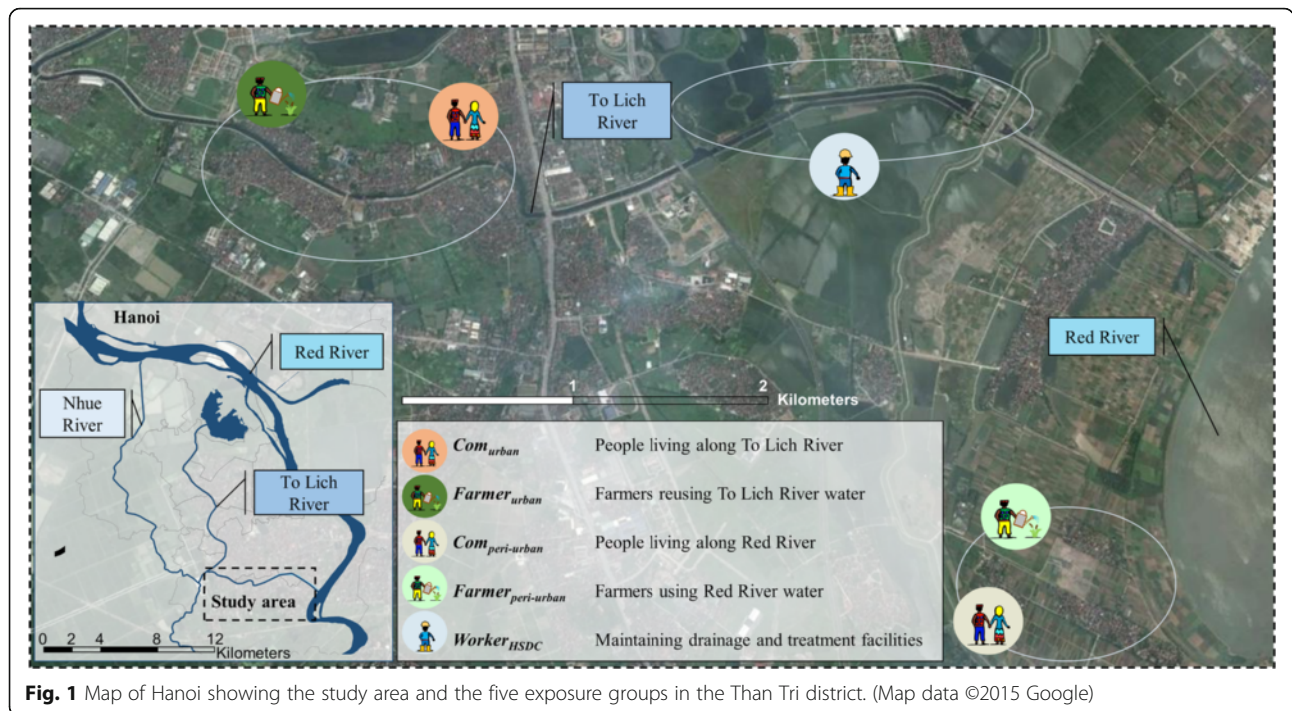 To Lich
River
Red River
1
2
Kilometers
Hanoi
Red River
Nhue
River
To Lich
River
Study area
0 2 4 8 12
Kilometers
Com urban People living along To Lich River
Farmer urban Farmers reusing To Lich River water
Com peri-urban People living along Red River
Farmer peri-urban Farmers using Red River water
Worker HSDC Maintaining drainage and treatment facilities
Fig. 1 Map of Hanoi showing the study area and the five exposure groups in the Than Tri district. (Map data ©2015 Google)